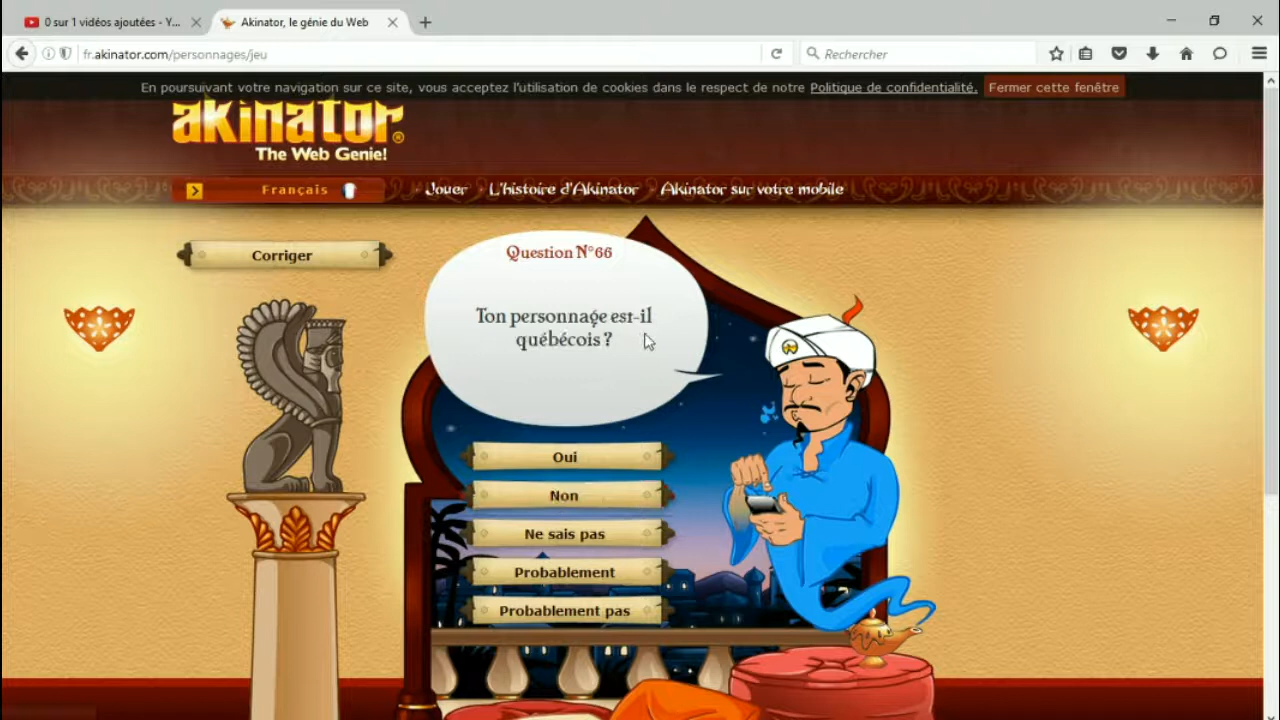 0 sur 1 vidéos ajoutées - Y...
Akinator, le génie du Web
fr.akinator.com/personnages/jeu
Rechercher
En poursuivant votre navigation sur ce site, vous acceptez l'utilisation de cookies dans le respect de notre Politique de confidentialité. Fermer cette fenêtre
akinator®
The Web Genie!
Français
Jouer
L'histoire d'Akinator
Akinator sur votre mobile
Corriger
Question N°66
Ton personnage est-il
québécois ?
Oui
Non
Ne sais pas
Probablement
Probablement pas